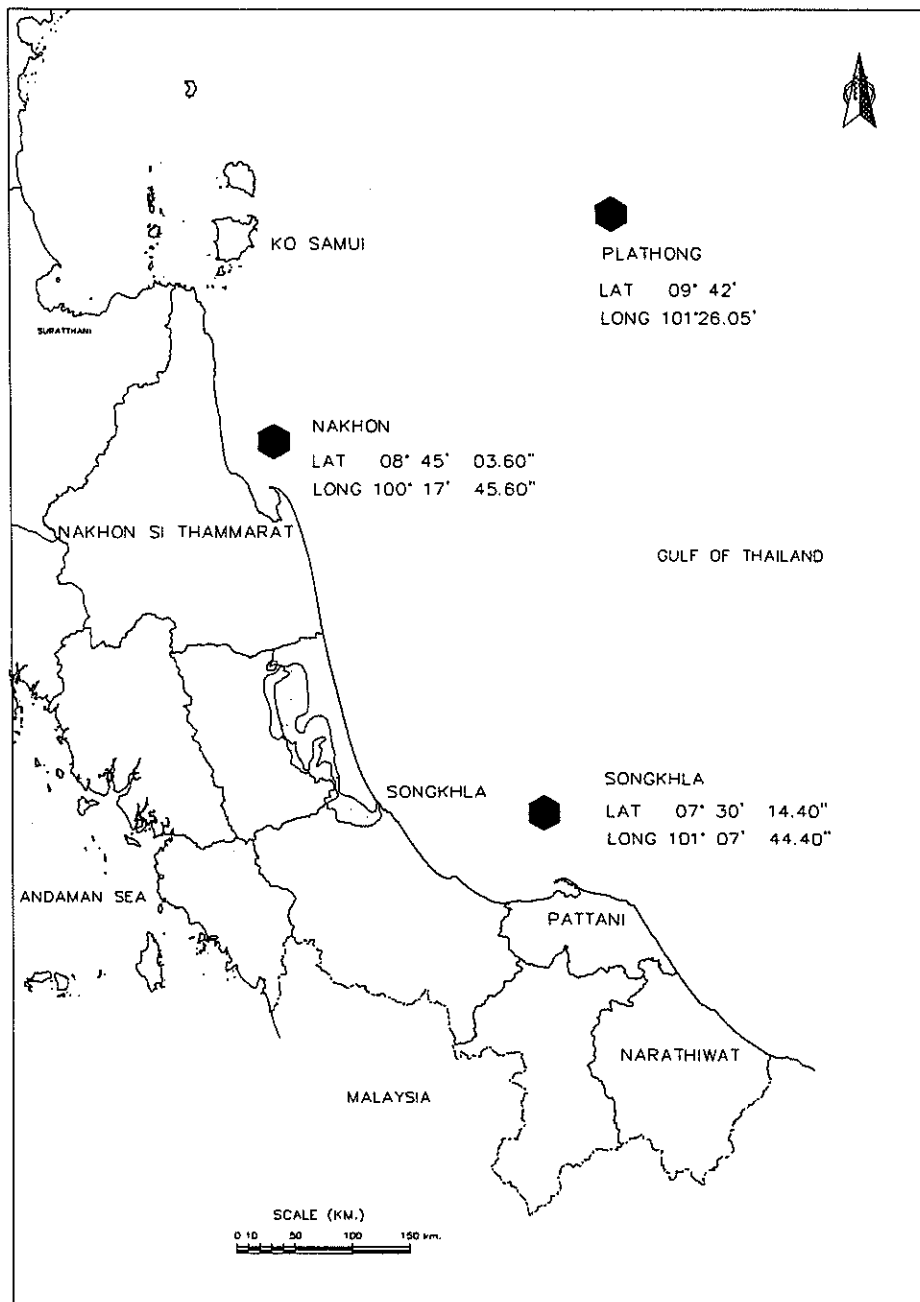 KO SAMUI
SURATTHANI
PLATHONG
LAT 09° 42'
LONG 101°26.05'
NAKHON
LAT 08° 45' 03.60"
LONG 100° 17' 45.60"
NAKHON SI THAMMARAT
GULF OF THAILAND
SONGKHLA
SONGKHLA
LAT 07° 30' 14.40"
LONG 101° 07' 44.40"
ANDAMAN SEA
PATTANI
NARATHIWAT
MALAYSIA
SCALE (KM.)
0 10 50 100 150 km.